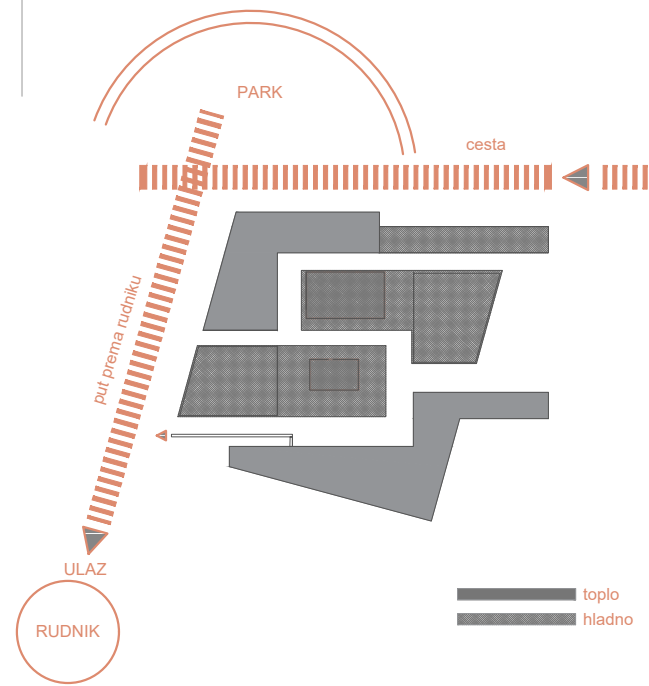 PARK
cesta
put prema rudniku
ULAZ
RUDNIK
toplo
hladno